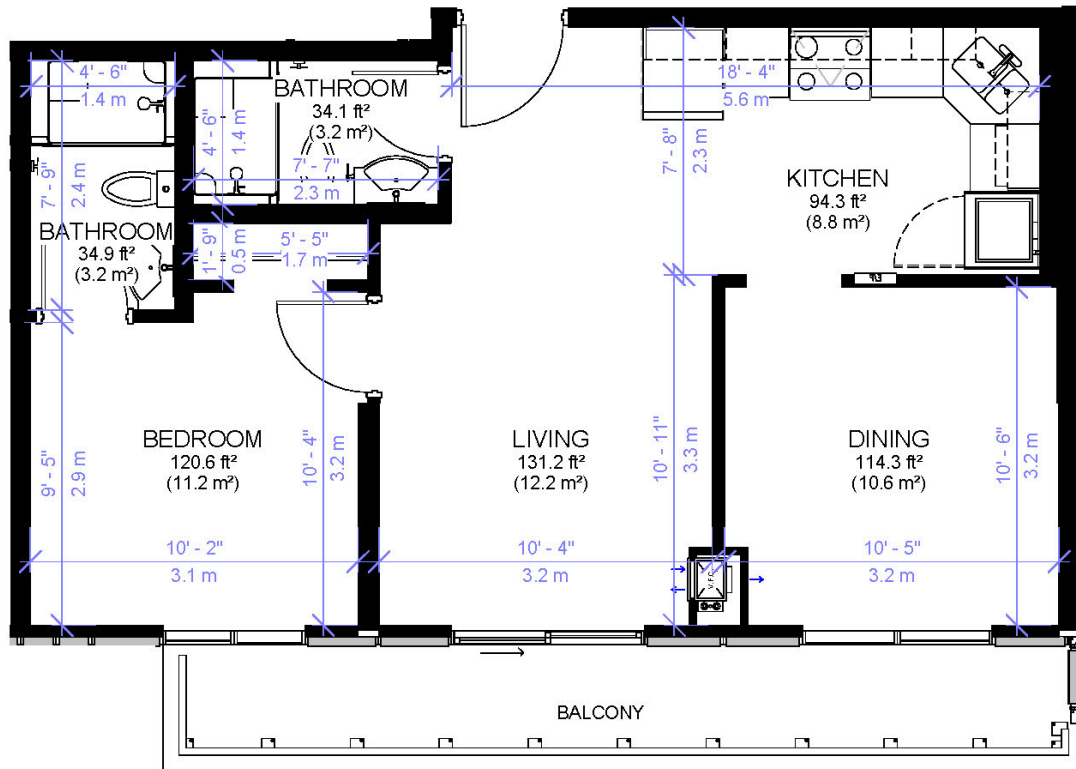 4' - 6"
1.4 m
BATHROOM
34.1 ft²
(3.2 m²)
4' - 6"
1.4 m
7' - 7"
2.3 m
18' - 4"
5.6 m
7' - 8"
2.3 m
KITCHEN
94.3 ft²
(8.8 m²)
7' - 9"
2.4 m
BATHROOM
34.9 ft²
(3.2 m²)
1' - 9"
0.5 m
5' - 5"
1.7 m
BEDROOM
120.6 ft²
(11.2 m²)
9' - 5"
2.9 m
10' - 4"
3.2 m
LIVING
131.2 ft²
(12.2 m²)
10' - 11"
3.3 m
DINING
114.3 ft²
(10.6 m²)
10' - 6"
3.2 m
10' - 2"
3.1 m
10' - 4"
3.2 m
10' - 5"
3.2 m
BALCONY